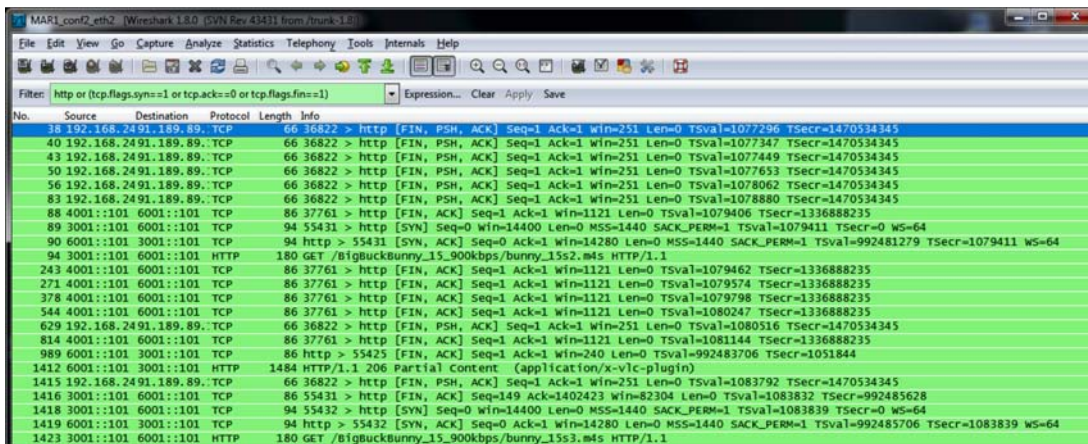 MAR1_conf2_eth2 [Wireshark 1.8.0 (SVN Rev 43431 from /trunk-1.8)]
File Edit View Go Capture Analyze Statistics Telephony Tools Internals Help
Filter: http or (tcp.flags.syn==1 or tcp.ack==0 or tcp.flags.fin==1) Expression... Clear Apply Save
No. Source Destination Protocol Length Info
38 192.168.24 91.189.89. TCP 66 36822 > http [FIN, PSH, ACK] Seq=1 Ack=1 Win=251 Len=0 TSval=1077296 TSecr=1470534345
40 192.168.24 91.189.89. TCP 66 36822 > http [FIN, PSH, ACK] Seq=1 Ack=1 Win=251 Len=0 TSval=1077347 TSecr=1470534345
43 192.168.24 91.189.89. TCP 66 36822 > http [FIN, PSH, ACK] Seq=1 Ack=1 Win=251 Len=0 TSval=1077449 TSecr=1470534345
50 192.168.24 91.189.89. TCP 66 36822 > http [FIN, PSH, ACK] Seq=1 Ack=1 Win=251 Len=0 TSval=1077653 TSecr=1470534345
56 192.168.24 91.189.89. TCP 66 36822 > http [FIN, PSH, ACK] Seq=1 Ack=1 Win=251 Len=0 TSval=1078062 TSecr=1470534345
83 192.168.24 91.189.89. TCP 66 36822 > http [FIN, PSH, ACK] Seq=1 Ack=1 Win=251 Len=0 TSval=1078880 TSecr=1470534345
88 4001::101 6001::101 TCP 86 37761 > http [FIN, ACK] Seq=1 Ack=1 Win=1121 Len=0 TSval=1079406 TSecr=1336888235
89 3001::101 6001::101 TCP 94 55431 > http [SYN] Seq=0 Win=14400 Len=0 MSS=1440 SACK_PERM=1 TSval=1079411 TSecr=0 WS=64
90 6001::101 3001::101 TCP 94 http > 55431 [SYN, ACK] Seq=0 Ack=1 Win=14280 Len=0 MSS=1440 SACK_PERM=1 TSval=992481279 TSecr=1079411 WS=64
94 3001::101 6001::101 HTTP 180 GET /BigBuckBunny_15_900kbps/bunny_15s2.m4s HTTP/1.1
243 4001::101 6001::101 TCP 86 37761 > http [FIN, ACK] Seq=1 Ack=1 Win=1121 Len=0 TSval=1079462 TSecr=1336888235
271 4001::101 6001::101 TCP 86 37761 > http [FIN, ACK] Seq=1 Ack=1 Win=1121 Len=0 TSval=1079574 TSecr=1336888235
378 4001::101 6001::101 TCP 86 37761 > http [FIN, ACK] Seq=1 Ack=1 Win=1121 Len=0 TSval=1079798 TSecr=1336888235
544 4001::101 6001::101 TCP 86 37761 > http [FIN, ACK] Seq=1 Ack=1 Win=1121 Len=0 TSval=1080247 TSecr=1336888235
629 192.168.24 91.189.89. TCP 66 36822 > http [FIN, PSH, ACK] Seq=1 Ack=1 Win=251 Len=0 TSval=1080516 TSecr=1470534345
814 4001::101 6001::101 TCP 86 37761 > http [FIN, ACK] Seq=1 Ack=1 Win=1121 Len=0 TSval=1081144 TSecr=1336888235
989 6001::101 3001::101 TCP 86 http > 55425 [FIN, ACK] Seq=1 Ack=1 Win=240 Len=0 TSval=992483706 TSecr=1051844
1412 6001::101 3001::101 HTTP 1484 HTTP/1.1 206 Partial Content (application/x-vlc-plugin)
1415 192.168.24 91.189.89. TCP 66 36822 > http [FIN, PSH, ACK] Seq=1 Ack=1 Win=251 Len=0 TSval=1083792 TSecr=1470534345
1416 3001::101 6001::101 TCP 86 55431 > http [FIN, ACK] Seq=149 Ack=1402423 Win=82304 Len=0 TSval=1083832 TSecr=992485628
1418 3001::101 6001::101 TCP 94 55432 > http [SYN] Seq=0 Win=14400 Len=0 MSS=1440 SACK_PERM=1 TSval=1083839 TSecr=0 WS=64
1419 6001::101 3001::101 TCP 94 http > 55432 [SYN, ACK] Seq=0 Ack=1 Win=14280 Len=0 MSS=1440 SACK_PERM=1 TSval=992485706 TSecr=1083839 WS=64
1423 3001::101 6001::101 HTTP 180 GET /BigBuckBunny_15_900kbps/bunny_15s3.m4s HTTP/1.1